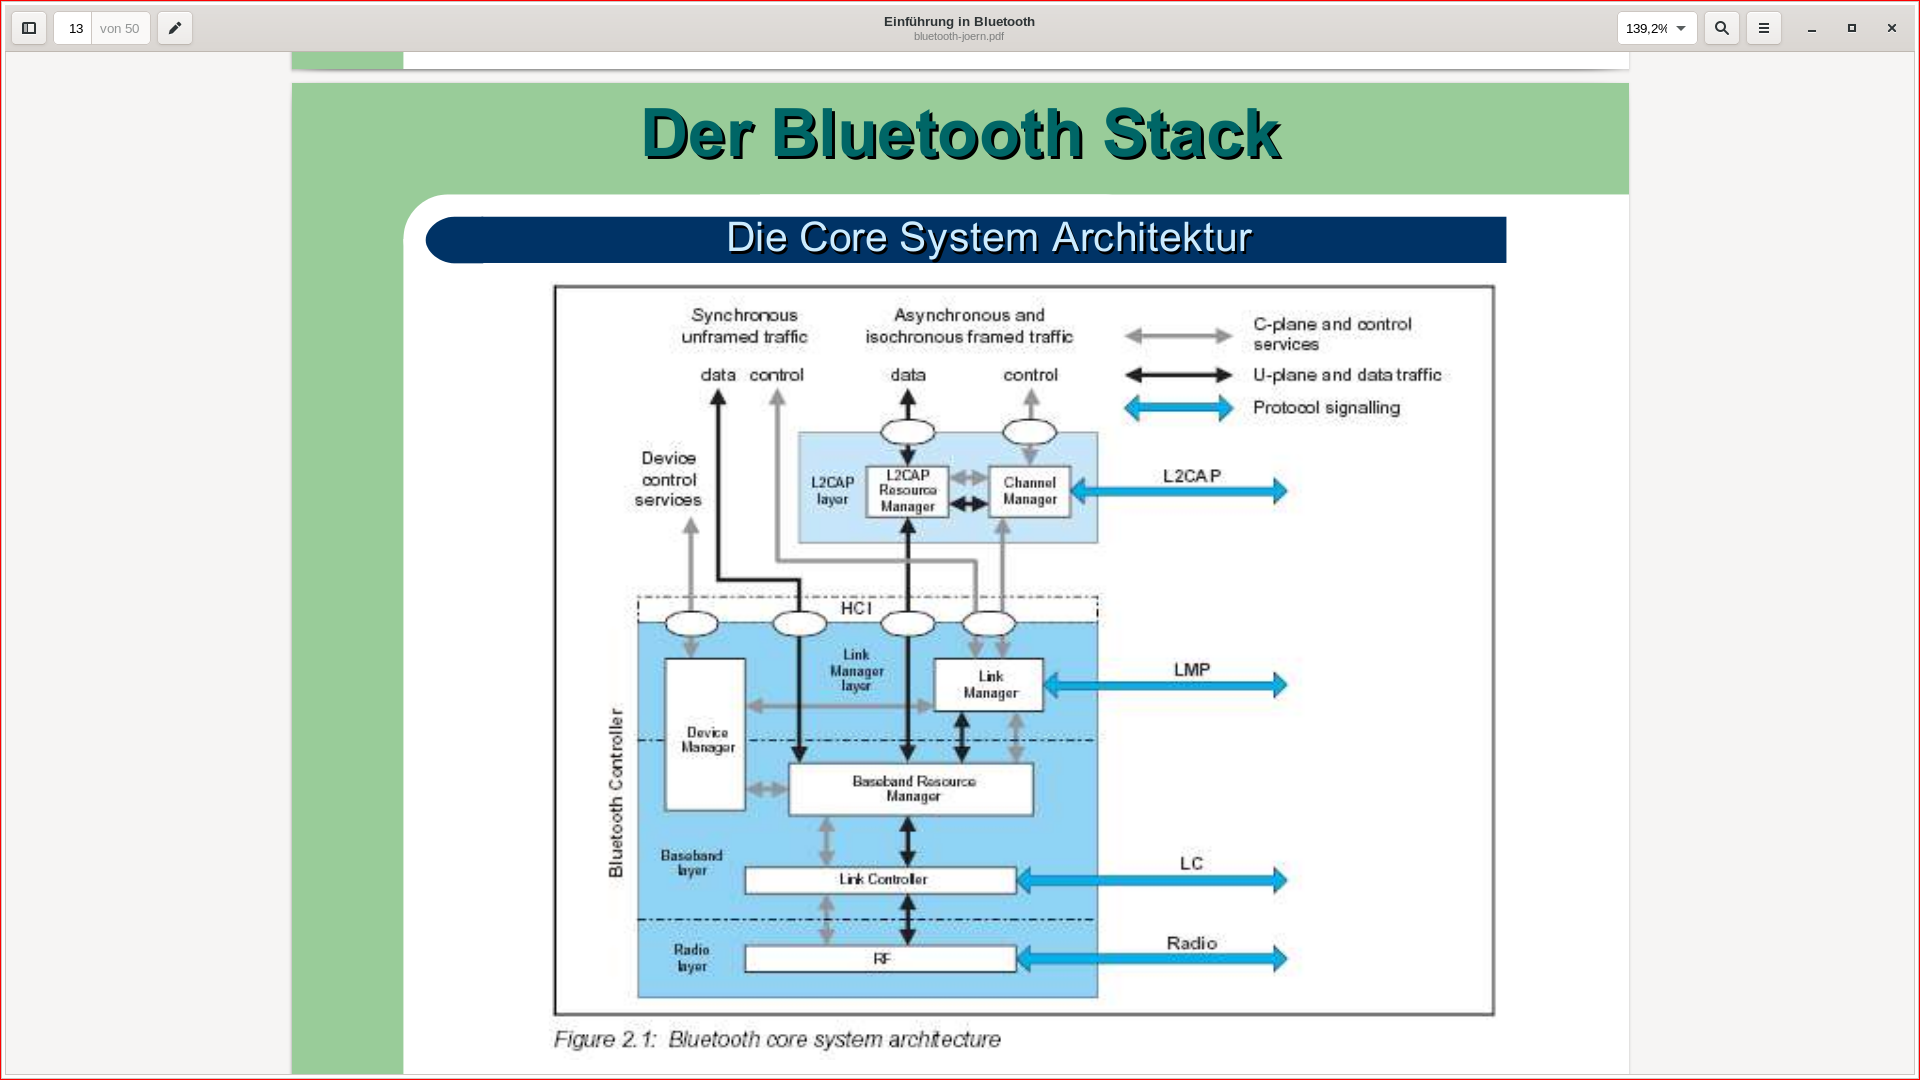 13 von 50
Einführung in Bluetooth
bluetooth-joern.pdf
139,2%
Der Bluetooth Stack
Die Core System Architektur
Synchronous
unframed traffic
Asynchronous and
isochronous framed traffic
C-plane and control
services
data control data control
U-plane and data traffic
Protocol signalling
Device
control
services
L2CAP
layer
L2CAP
Resource
Manager
Channel
Manager
L2CAP
HCI
Link
Manager
layer
Link
Manager
LMP
Device
Manager
Bluetooth Controller
Baseband Resource
Manager
Baseband
layer
Link Controller
LC
Radio
layer
RF
Radio
Figure 2.1: Bluetooth core system architecture